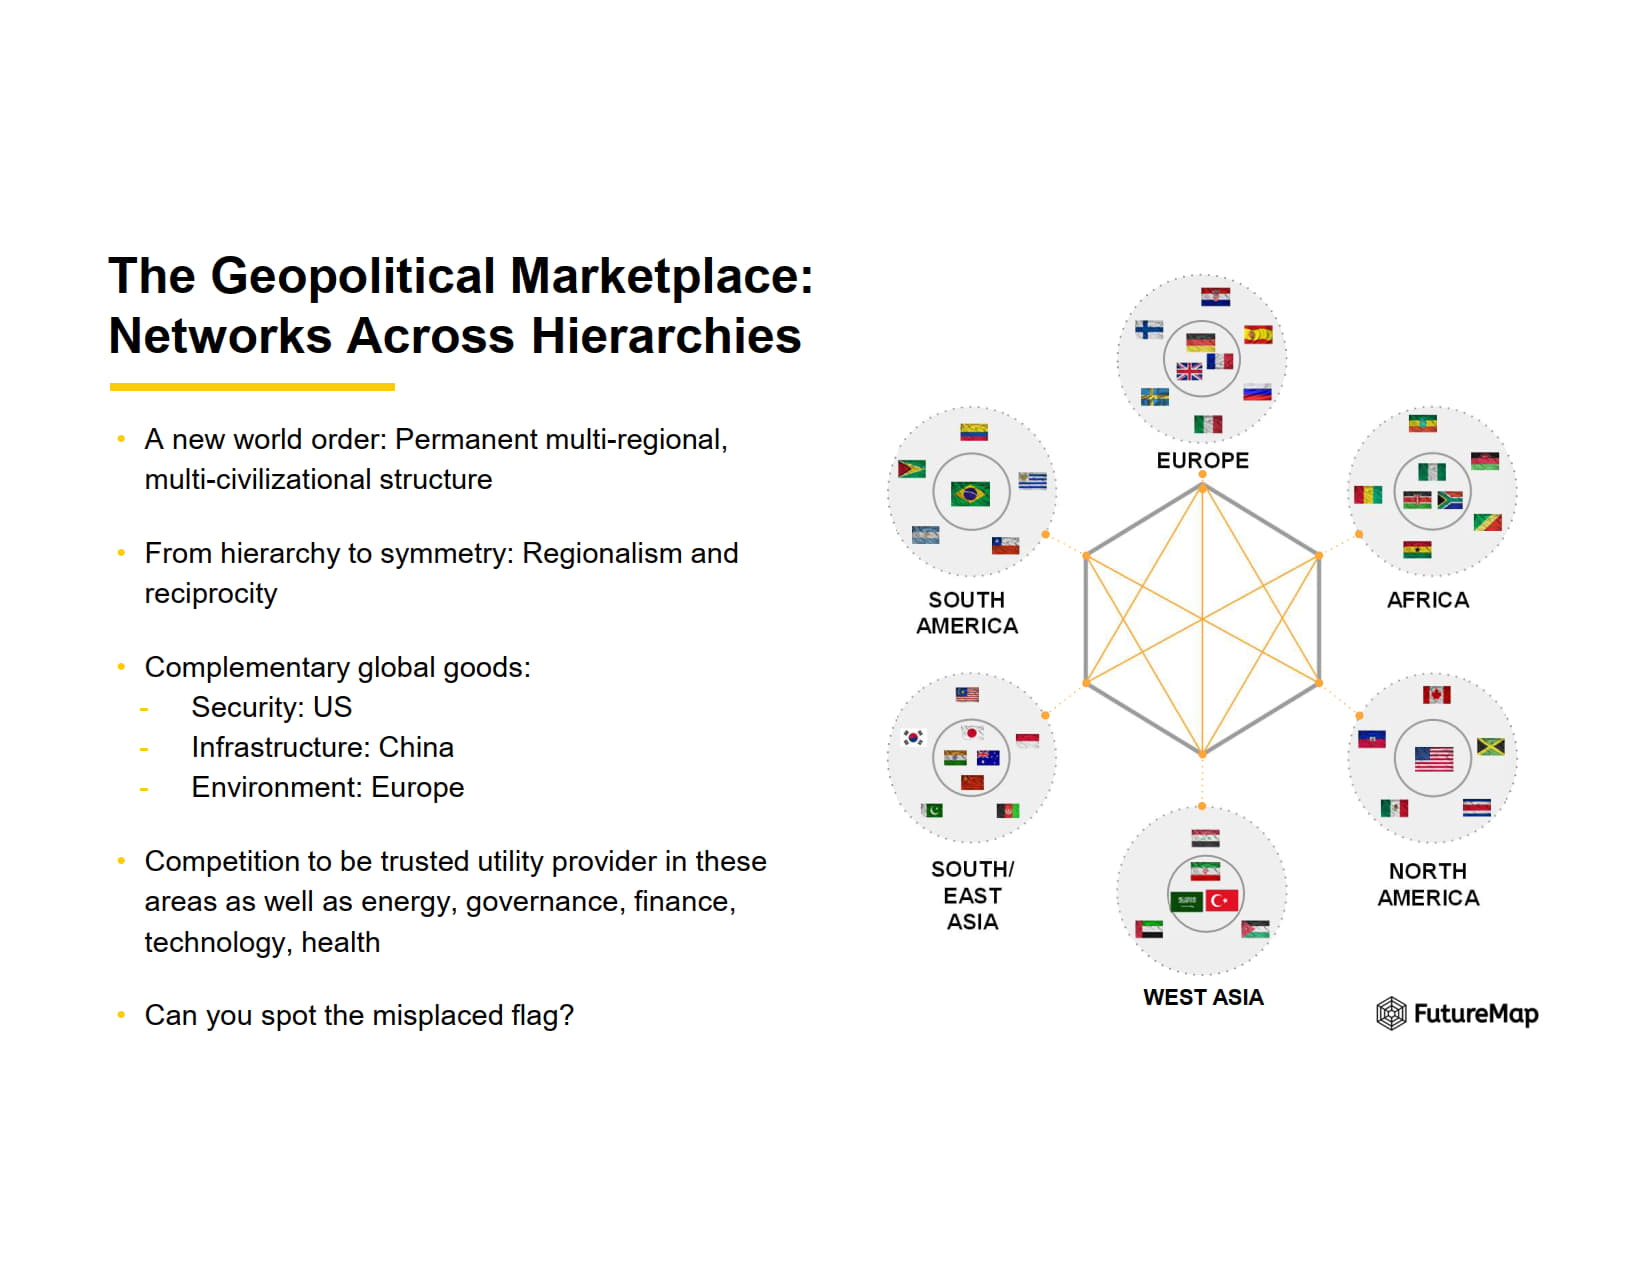 The Geopolitical Marketplace:
Networks Across Hierarchies
• A new world order: Permanent multi-regional,
multi-civilizational structure
• From hierarchy to symmetry: Regionalism and
reciprocity
• Complementary global goods:
- Security: US
- Infrastructure: China
- Environment: Europe
• Competition to be trusted utility provider in these
areas as well as energy, governance, finance,
technology, health
• Can you spot the misplaced flag?
EUROPE
SOUTH
AMERICA
AFRICA
SOUTH/
EAST
ASIA
NORTH
AMERICA
WEST ASIA
FutureMap